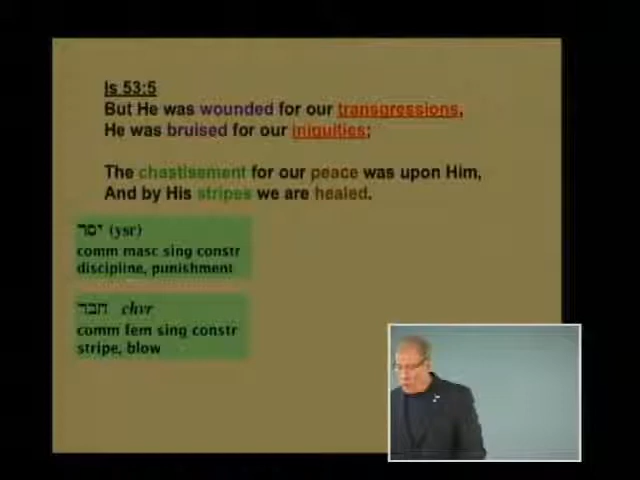 Is 53:5
But He was wounded for our transgressions,
He was bruised for our iniquities;
The chastisement for our peace was upon Him,
And by His stripes we are healed.
יסר (ysr)
comm masc sing constr
discipline, punishment
חבר chvr
comm fem sing constr
stripe, blow